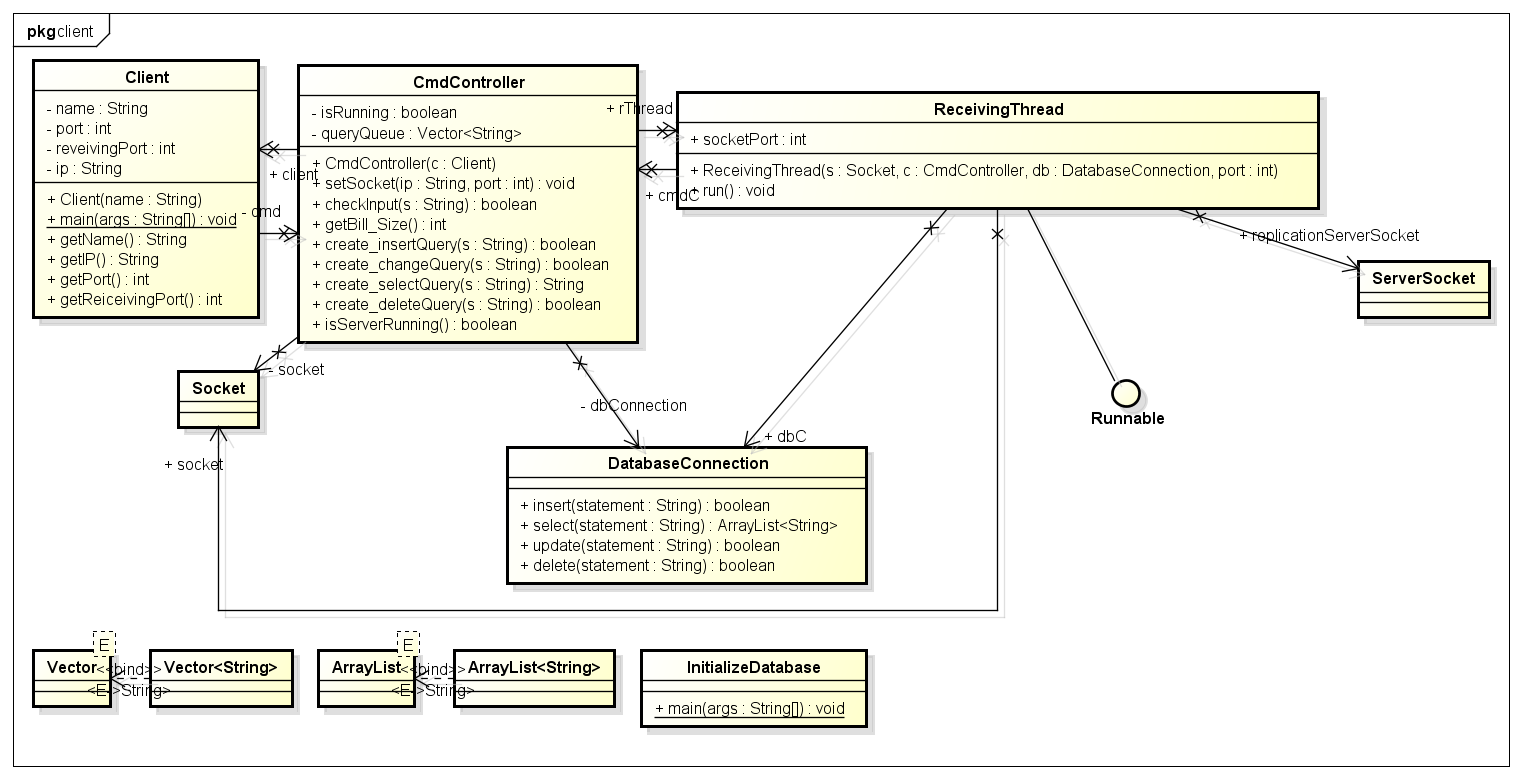 pkg client
Client
- name : String
- port : int
- reveivingPort : int
- ip : String
+ Client(name : String)
+ main(args : String[]) : void
+ getName() : String
+ getIP() : String
+ getPort() : int
+ getReiceivingPort() : int
+ client
- cmd
CmdController
- isRunning : boolean
- queryQueue : Vector<String>
+ CmdController(c : Client)
+ setSocket(ip : String, port : int) : void
+ checkInput(s : String) : boolean
+ getBill_Size() : int
+ create_insertQuery(s : String) : boolean
+ create_changeQuery(s : String) : boolean
+ create_selectQuery(s : String) : String
+ create_deleteQuery(s : String) : boolean
+ isServerRunning() : boolean
+ rThread
+ cmdC
ReceivingThread
+ socketPort : int
+ ReceivingThread(s : Socket, c : CmdController, db : DatabaseConnection, port : int)
+ run() : void
+ replicationServerSocket
ServerSocket
- socket
Socket
+ socket
- dbConnection
+ dbC
Runnable
DatabaseConnection
+ insert(statement : String) : boolean
+ select(statement : String) : ArrayList<String>
+ update(statement : String) : boolean
+ delete(statement : String) : boolean
E
Vector
<<bind>>
<E->String>
Vector<String>
E
ArrayList
<<bind>>
<E->String>
ArrayList<String>
InitializeDatabase
+ main(args : String[]) : void